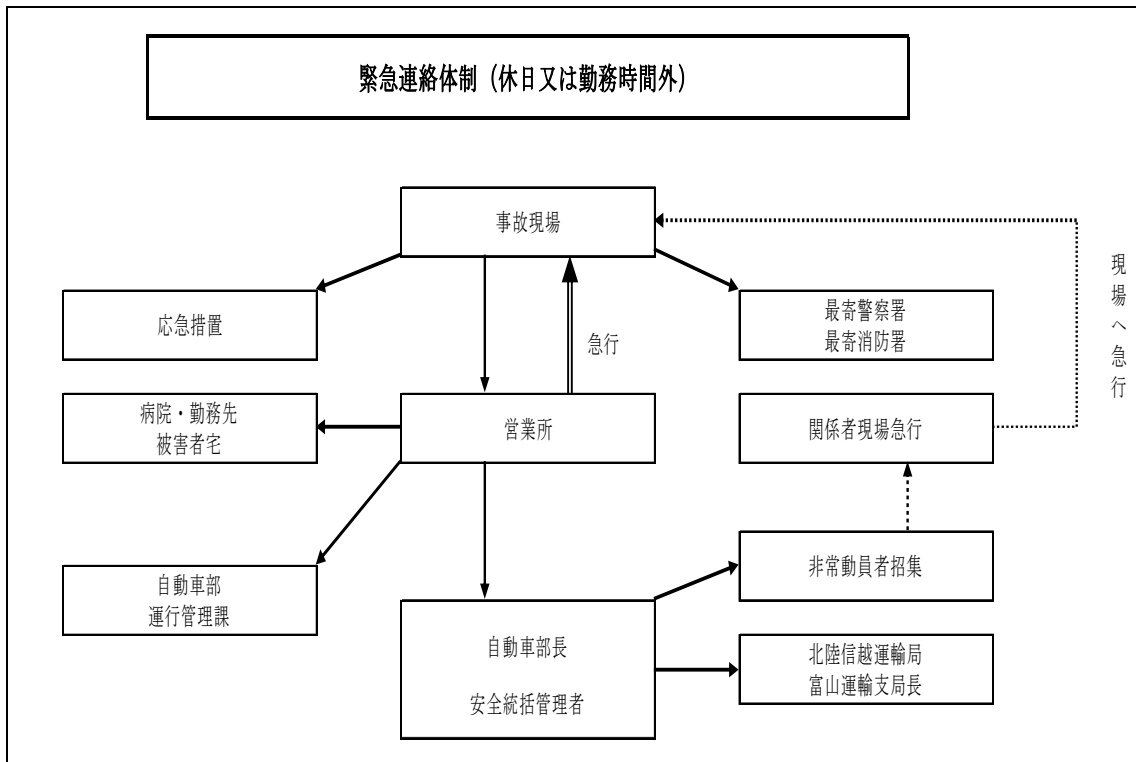 緊急連絡体制（休日又は勤務時間外）
事故現場
現場へ急行
応急措置
急行
最寄警察署
最寄消防署
病院・勤務先
被害者宅
営業所
関係者現場急行
自動車部
運行管理課
非常動員者招集
自動車部長
安全統括管理者
北陸信越運輸局
富山運輸支局長